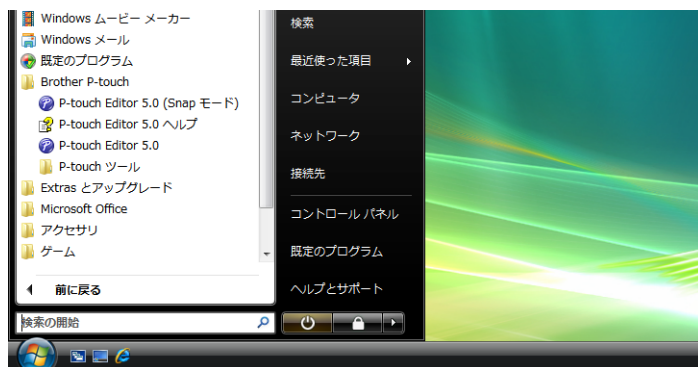 Windows ムービー メーカー
Windows メール
既定のプログラム
Brother P-touch
P-touch Editor 5.0 (Snap モード)
P-touch Editor 5.0 ヘルプ
P-touch Editor 5.0
P-touch ツール
Extras とアップグレード
Microsoft Office
アクセサリ
ゲーム
前に戻る
検索の開始
検索
最近使った項目
コンピュータ
ネットワーク
接続先
コントロール パネル
既定のプログラム
ヘルプとサポート